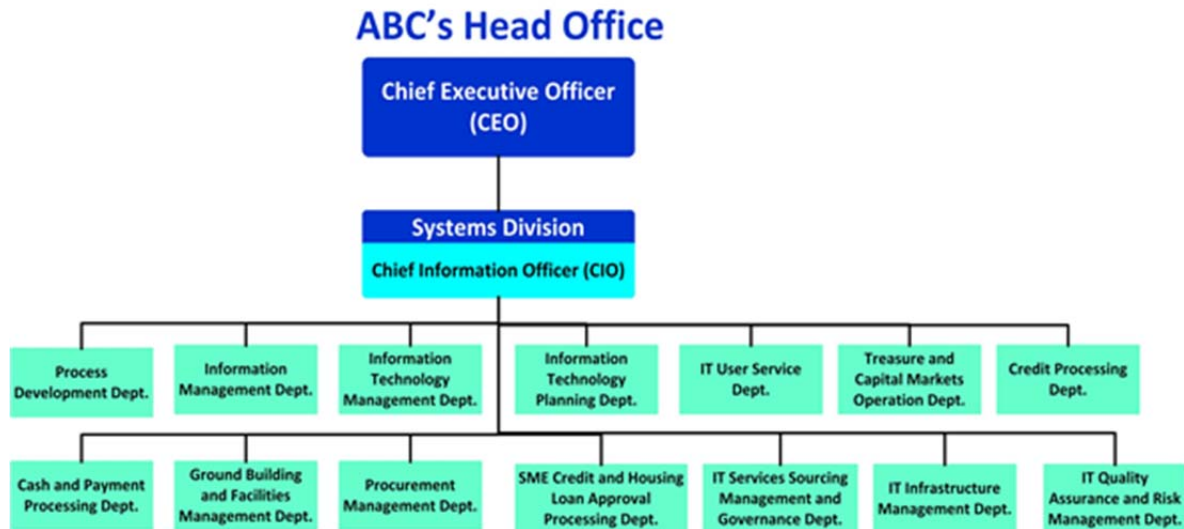 ABC's Head Office
Chief Executive Officer
(CEO)
Systems Division
Chief Information Officer (CIO)
Process
Development Dept.
Information
Management Dept.
Information
Technology
Management Dept.
Information
Technology
Planning Dept.
IT User Service
Dept.
Treasure and
Capital Markets
Operation Dept.
Credit Processing
Dept.
Cash and Payment
Processing Dept.
Ground Building
and Facilities
Management Dept.
Procurement
Management Dept.
SME Credit and Housing
Loan Approval
Processing Dept.
IT Services Sourcing
Management and
Governance Dept.
IT Infrastructure
Management Dept.
IT Quality
Assurance and Risk
Management Dept.